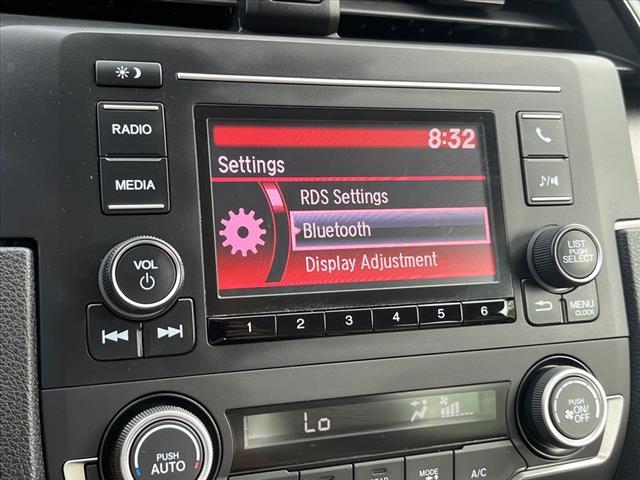 RADIO
MEDIA
VOL
8:32
Settings
RDS Settings
Bluetooth
Display Adjustment
1 2 3 4 5 6
LIST
PUSH
SELECT
MENU
CLOCK
Lo
PUSH
AUTO
PUSH
ON/
OFF
MODE
A/C
REAR